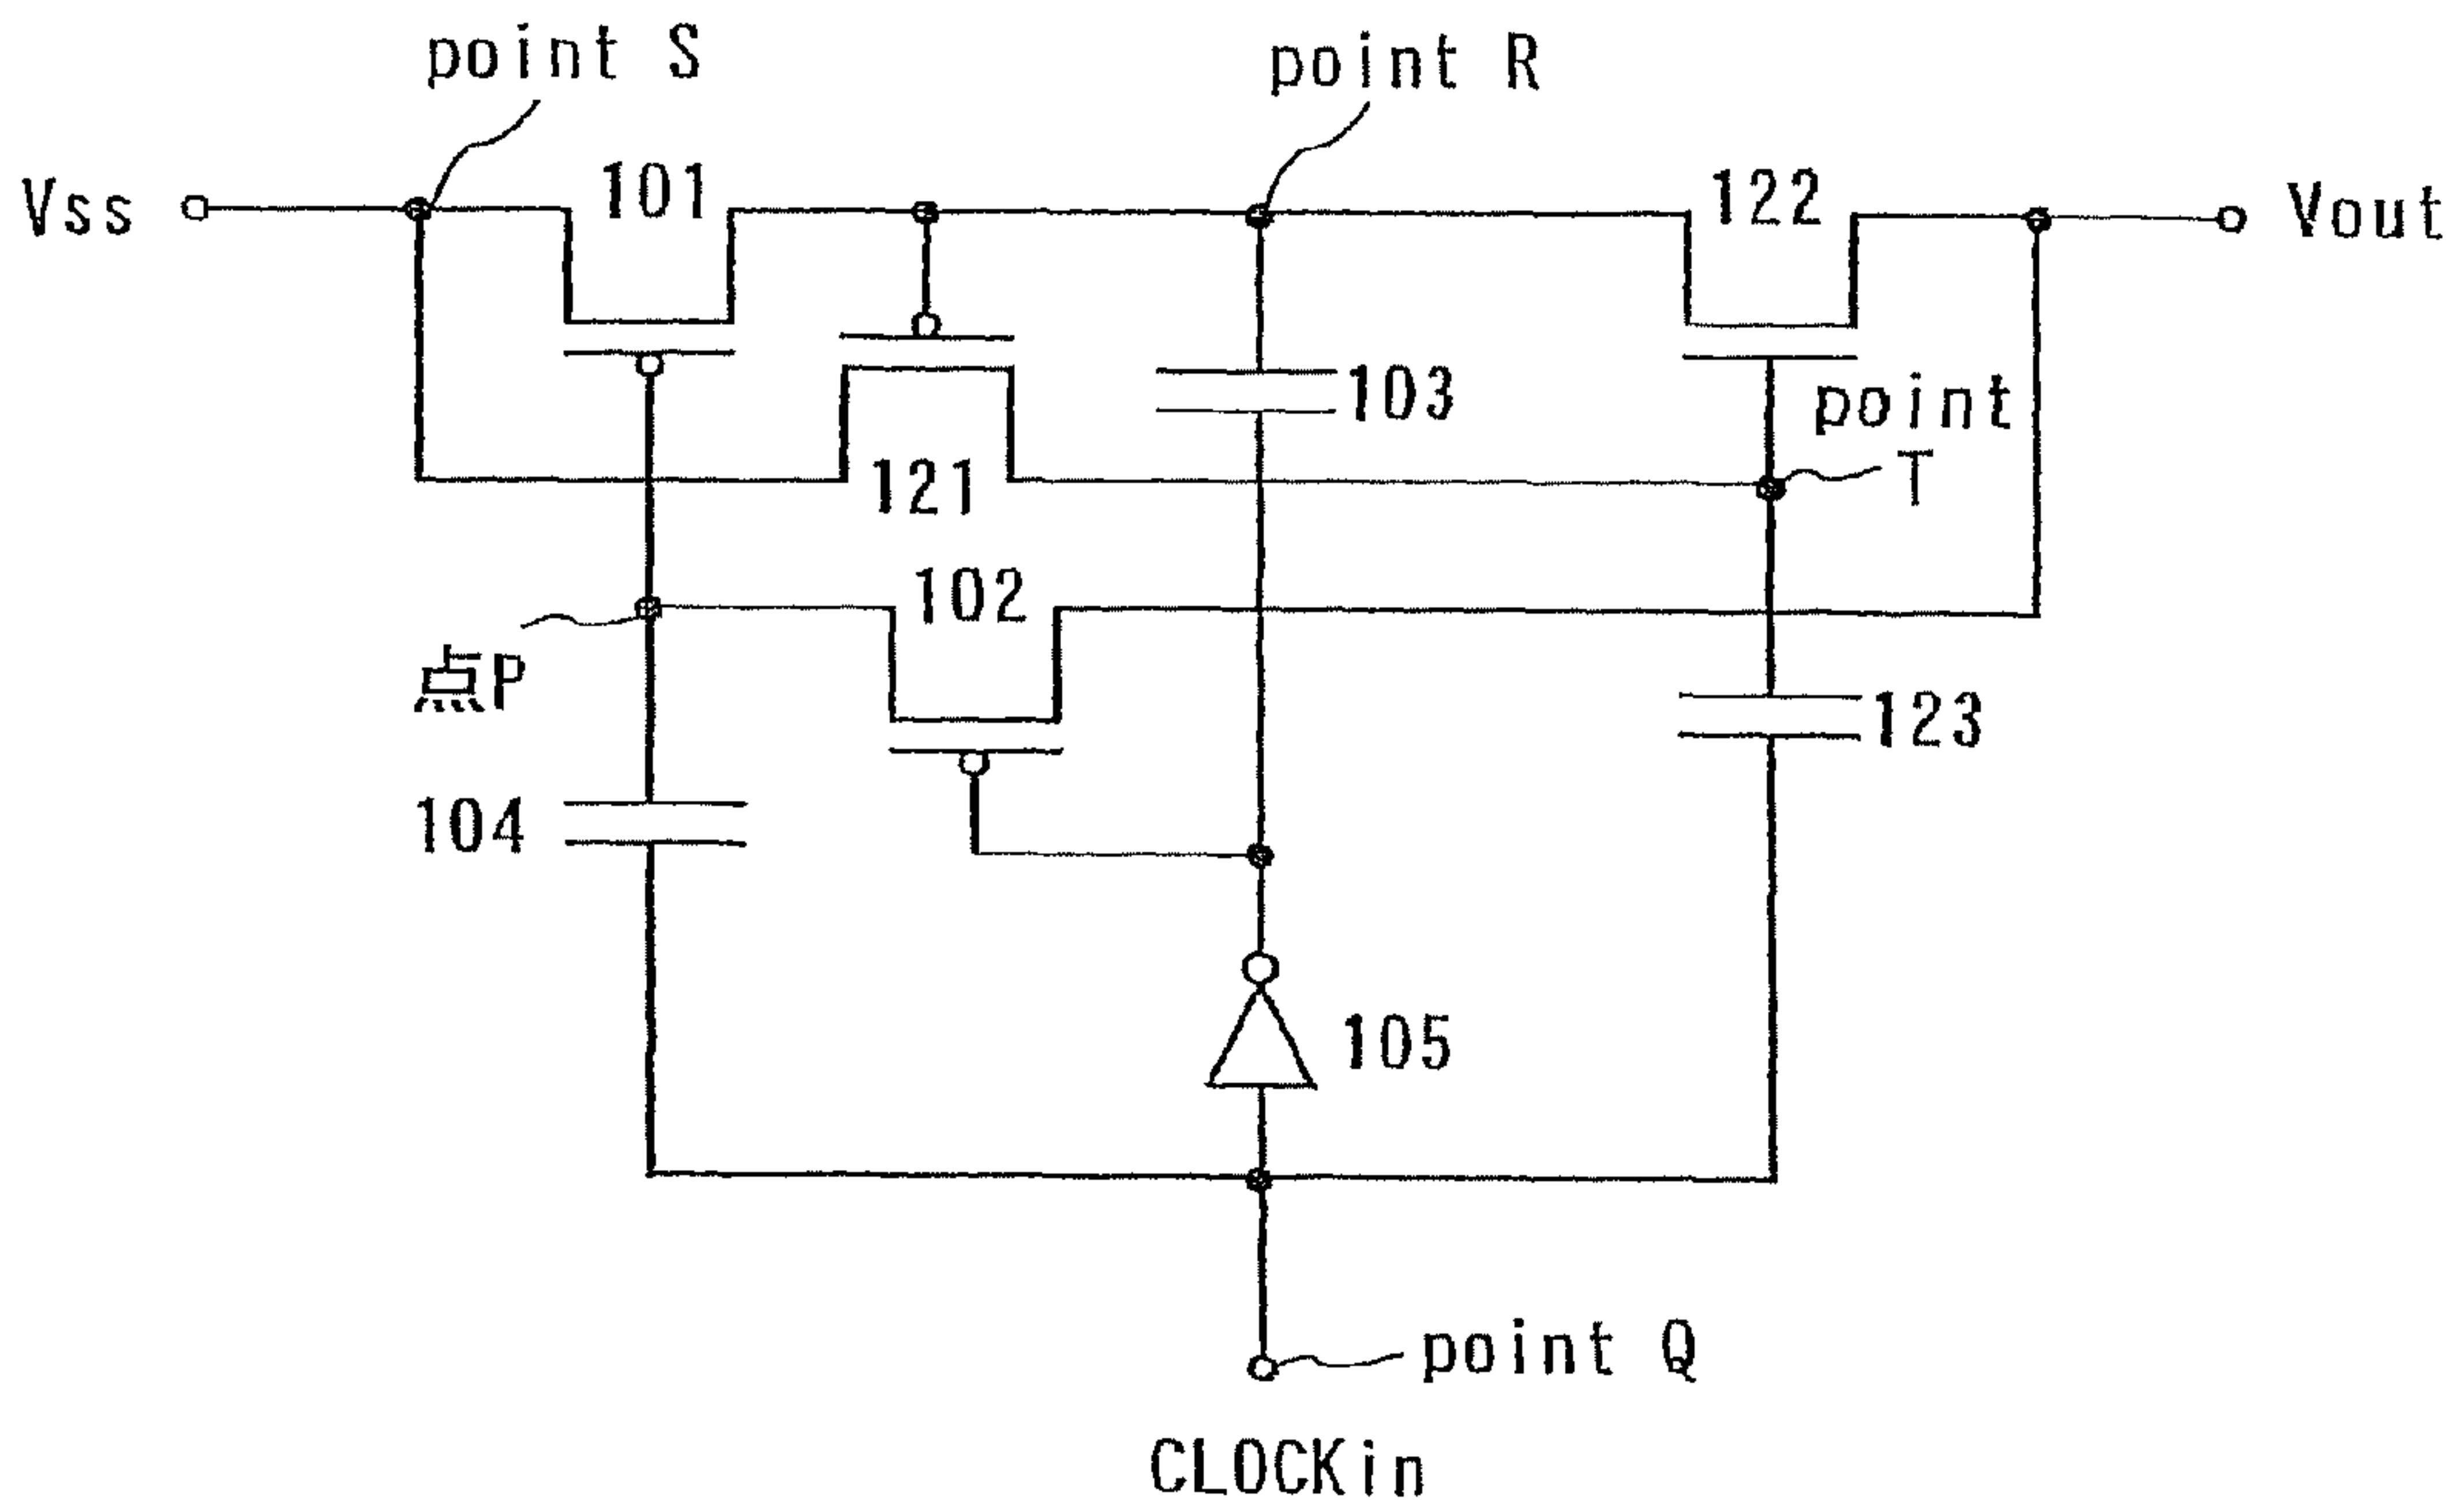 point S
point R
Vss
101
122
Vout
103
point
T
121
102
点P
123
104
105
point Q
CLOCKin